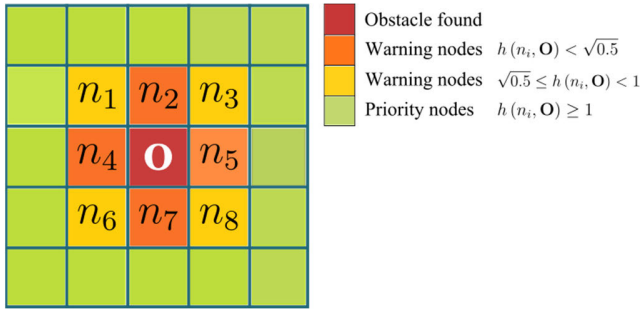 n₁ n₂ n₃
n₄ O n₅
n₆ n₇ n₈
Obstacle found
Warning nodes h (nᵢ, O) < √0.5
Warning nodes √0.5 ≤ h (nᵢ, O) < 1
Priority nodes h (nᵢ, O) ≥ 1